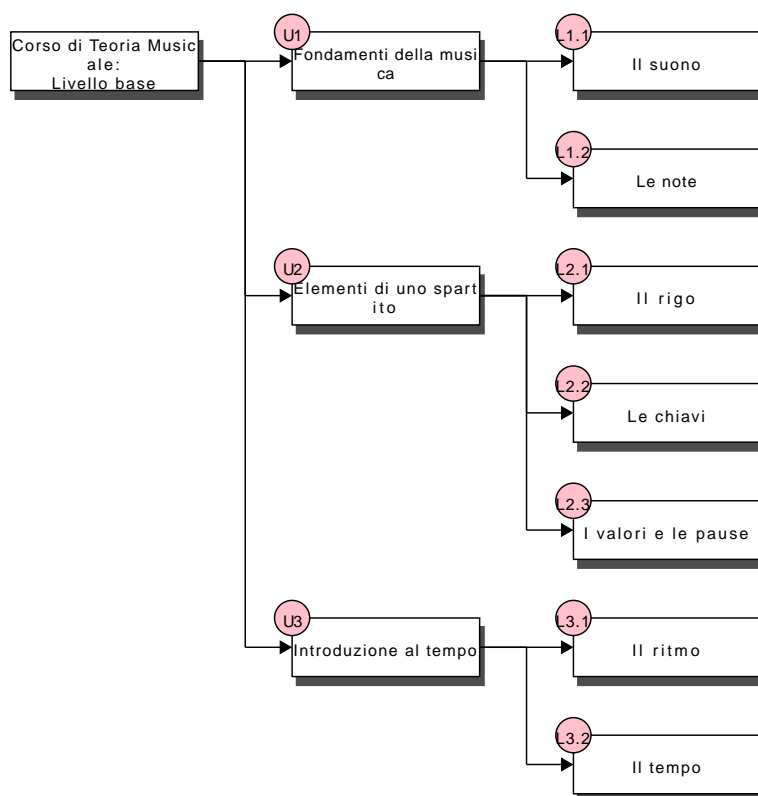 Corso di Teoria Music
ale:
Livello base
U1
Fondamenti della musi
ca
L1.1
Il suono
L1.2
Le note
U2
Elementi di uno spart
ito
L2.1
Il rigo
L2.2
Le chiavi
L2.3
I valori e le pause
U3
Introduzione al tempo
L3.1
Il ritmo
L3.2
Il tempo